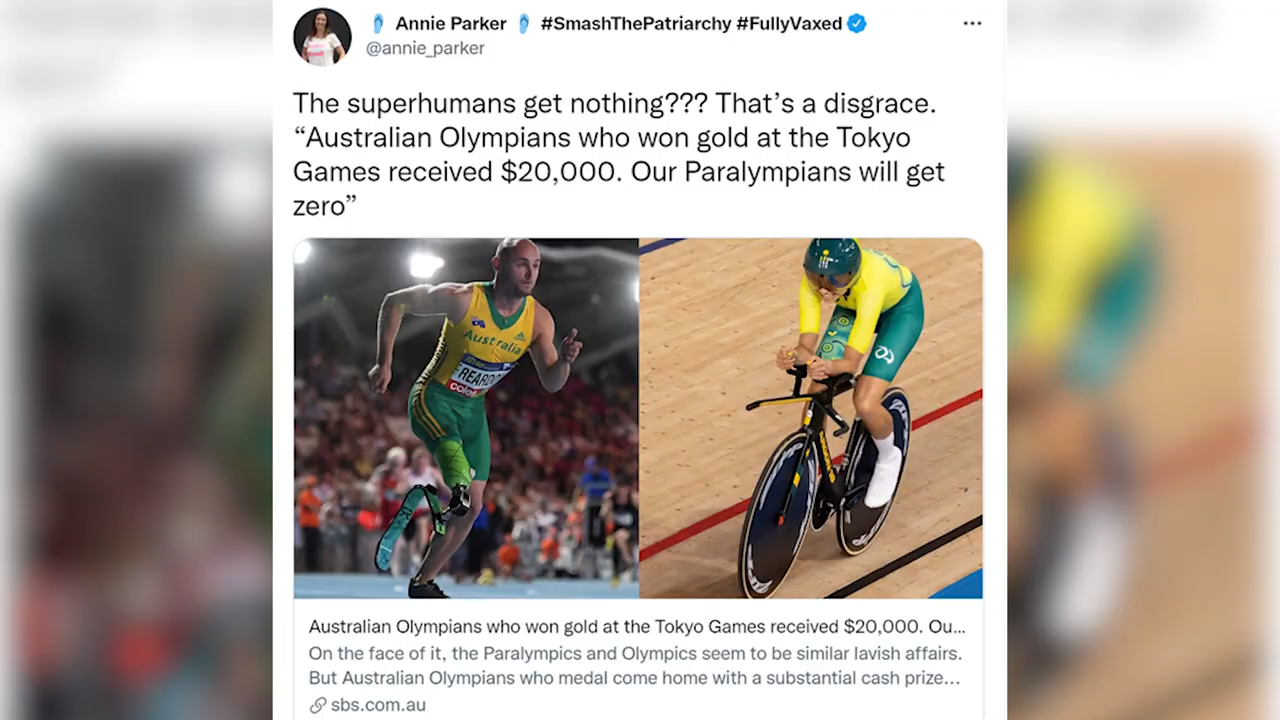 🩴 Annie Parker 🩴 #SmashThePatriarchy #FullyVaxed
@annie_parker
The superhumans get nothing??? That’s a disgrace.
“Australian Olympians who won gold at the Tokyo
Games received $20,000. Our Paralympians will get
zero”
Australia
REARDO
coles
Australian Olympians who won gold at the Tokyo Games received $20,000. Ou...
On the face of it, the Paralympics and Olympics seem to be similar lavish affairs.
But Australian Olympians who medal come home with a substantial cash prize...
sbs.com.au